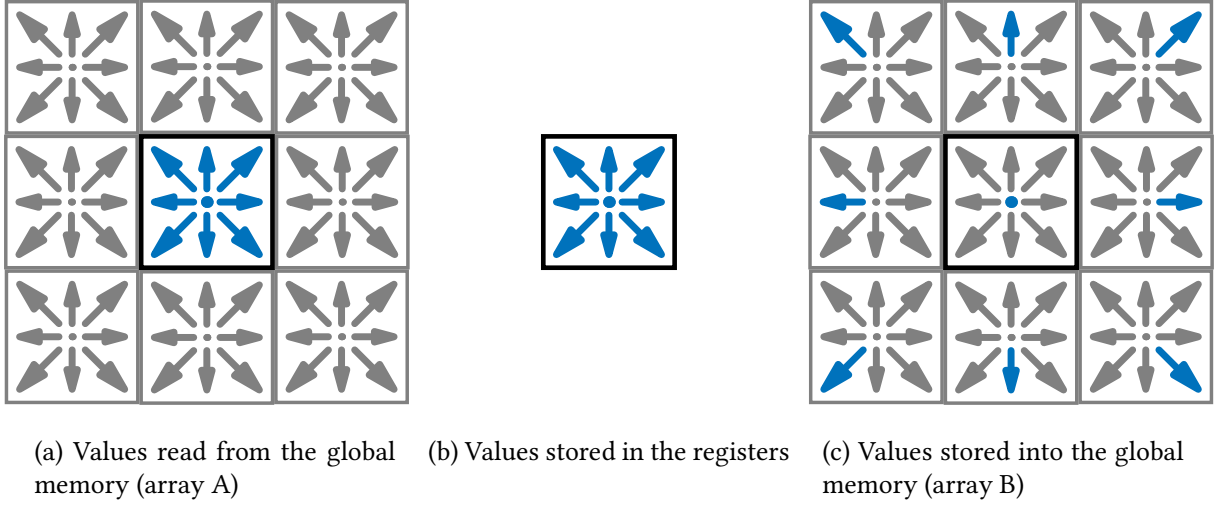 (a) Values read from the global
memory (array A)
(b) Values stored in the registers
(c) Values stored into the global
memory (array B)